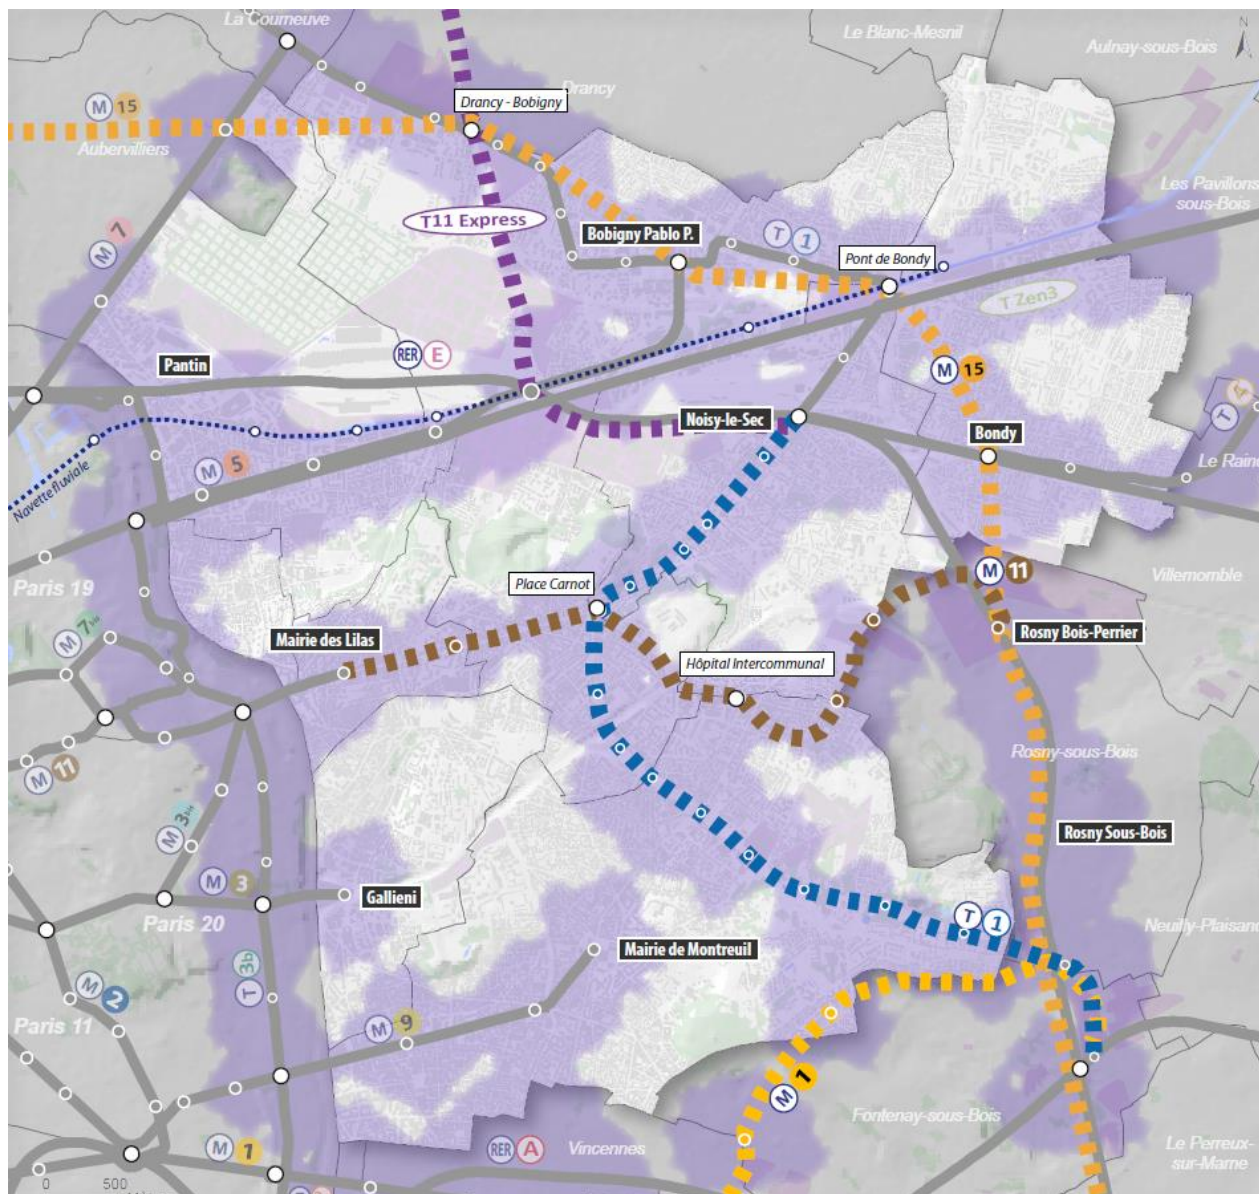 La Courneuve
Le Blanc-Mesnil
N
Aulnay-sous-Bois
M 15
Drancy - Bobigny
Drancy
Aubervilliers
Les Pavillons
sous-Bois
T11 Express
M 7
Bobigny Pablo P.
T 1
Pont de Bondy
T Zen3
RER E
Pantin
M 15
T 4
Noisy-le-Sec
Bondy
M 5
Le Rainc
Navette fluviale
Paris 19
Place Carnot
M 11
Villemomble
M 7bis
Mairie des Lilas
Rosny Bois-Perrier
Hôpital Intercommunal
M 11
Rosny-sous-Bois
M 3bis
Rosny Sous-Bois
M 3
Gallieni
Paris 20
T 1
Neuilly-Plaisanc
Mairie de Montreuil
T 3b
M 2
Paris 11
M 9
M 1
Fontenay-sous-Bois
M 1
RER A
Vincennes
Le Perreux
-sur-Marne
0 500